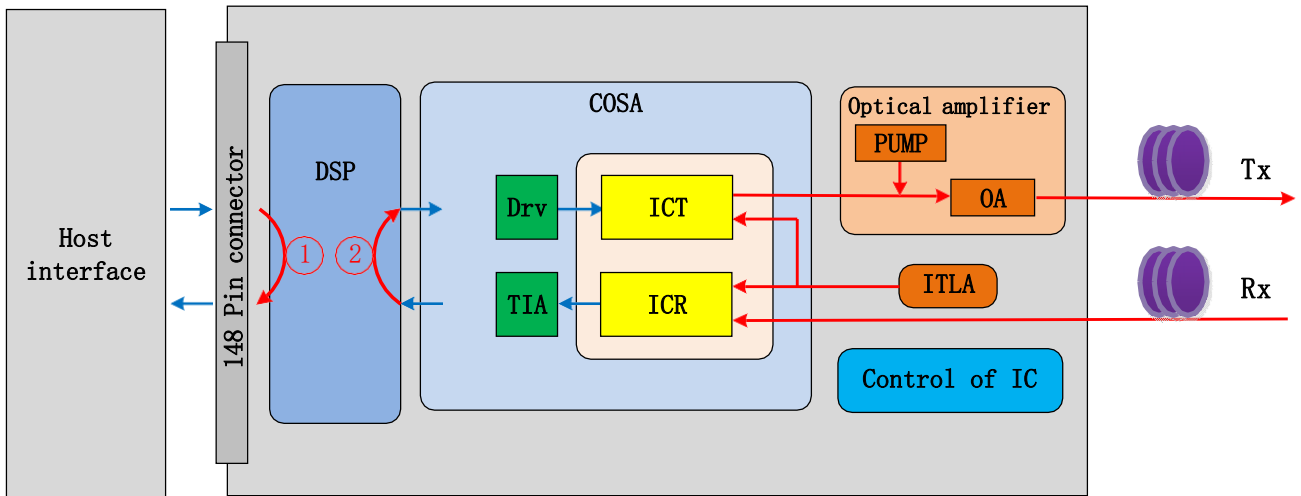 Host
interface
148 Pin connector
DSP
①
②
COSA
Drv
ICT
TIA
ICR
Optical amplifier
PUMP
OA
ITLA
Control of IC
Tx
Rx